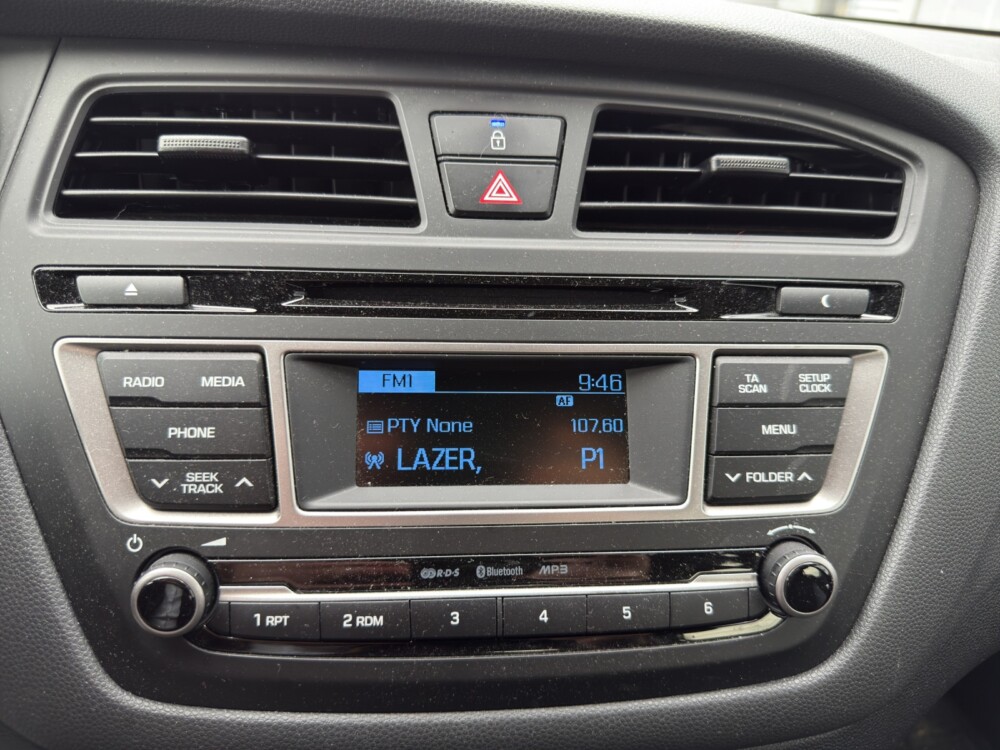 RADIO MEDIA
PHONE
SEEK
TRACK
FM1 9:46
AF
PTY None 107,60
LAZER, P1
TA
SCAN
SETUP
CLOCK
MENU
FOLDER
R·D·S Bluetooth MP3
1 RPT 2 RDM 3 4 5 6